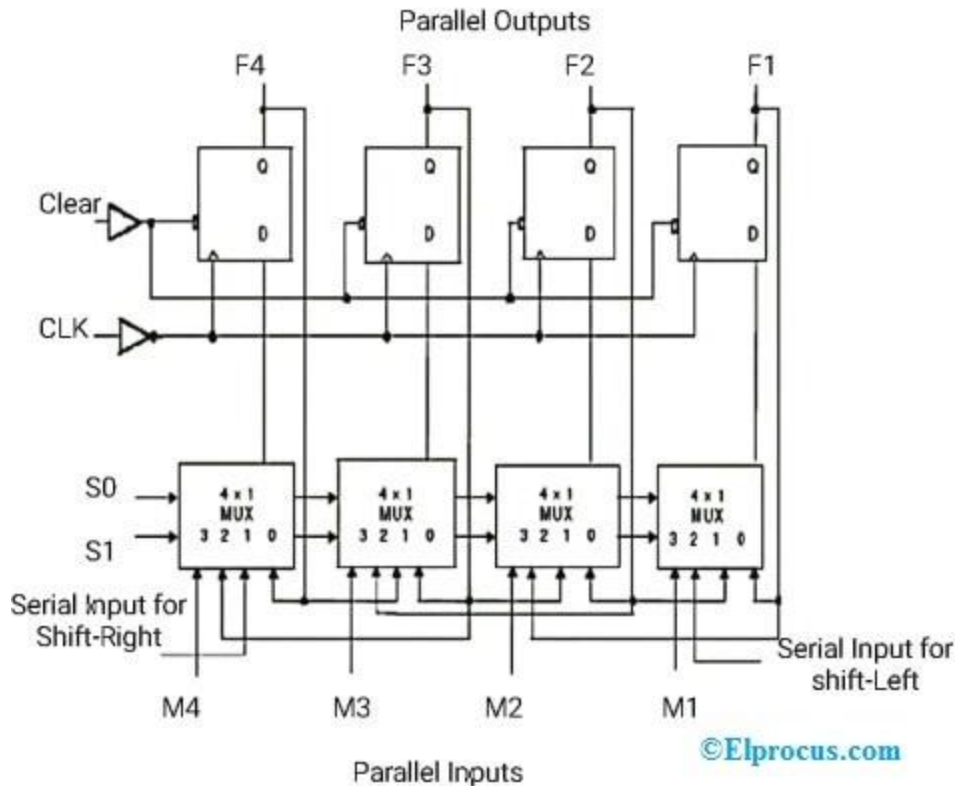 Parallel Outputs
F4 F3 F2 F1
Q Q Q Q
Clear
D D D D
CLK
S0
4 x 1 4 x 1 4 x 1 4 x 1
MUX MUX MUX MUX
3 2 1 0 3 2 1 0 3 2 1 0 3 2 1 0
S1
Serial Input for
Shift-Right
Serial Input for
shift-Left
M4 M3 M2 M1
©Elprocus.com
Parallel Inputs